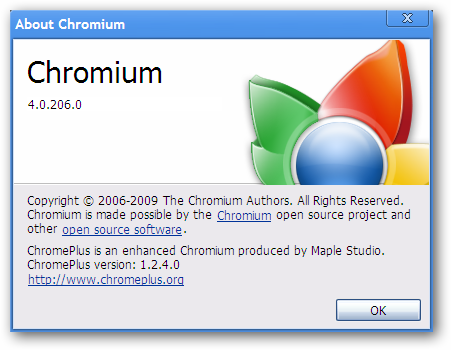 About Chromium
Chromium
4.0.206.0
Copyright © 2006-2009 The Chromium Authors. All Rights Reserved.
Chromium is made possible by the Chromium open source project and
other open source software.
ChromePlus is an enhanced Chromium produced by Maple Studio.
ChromePlus version: 1.2.4.0
http://www.chromeplus.org
OK